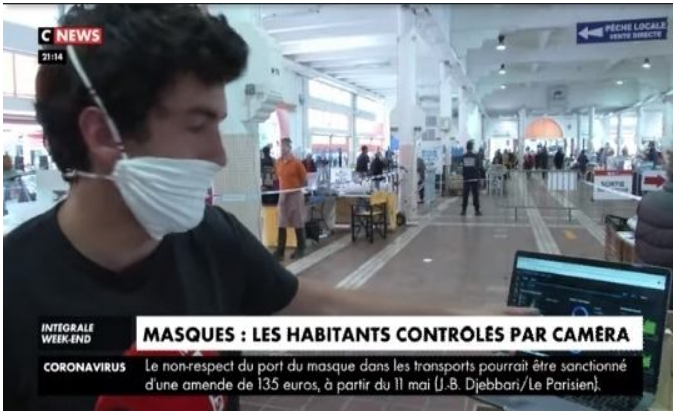 C NEWS
21:14
PÊCHE LOCALE
VENTE DIRECTE
SORTIE
INTÉGRALE
WEEK-END
MASQUES : LES HABITANTS CONTRÔLÉS PAR CAMÉRA
CORONAVIRUS
Le non-respect du port du masque dans les transports pourrait être sanctionné
d'une amende de 135 euros, à partir du 11 mai (J.-B. Djebbari/Le Parisien).